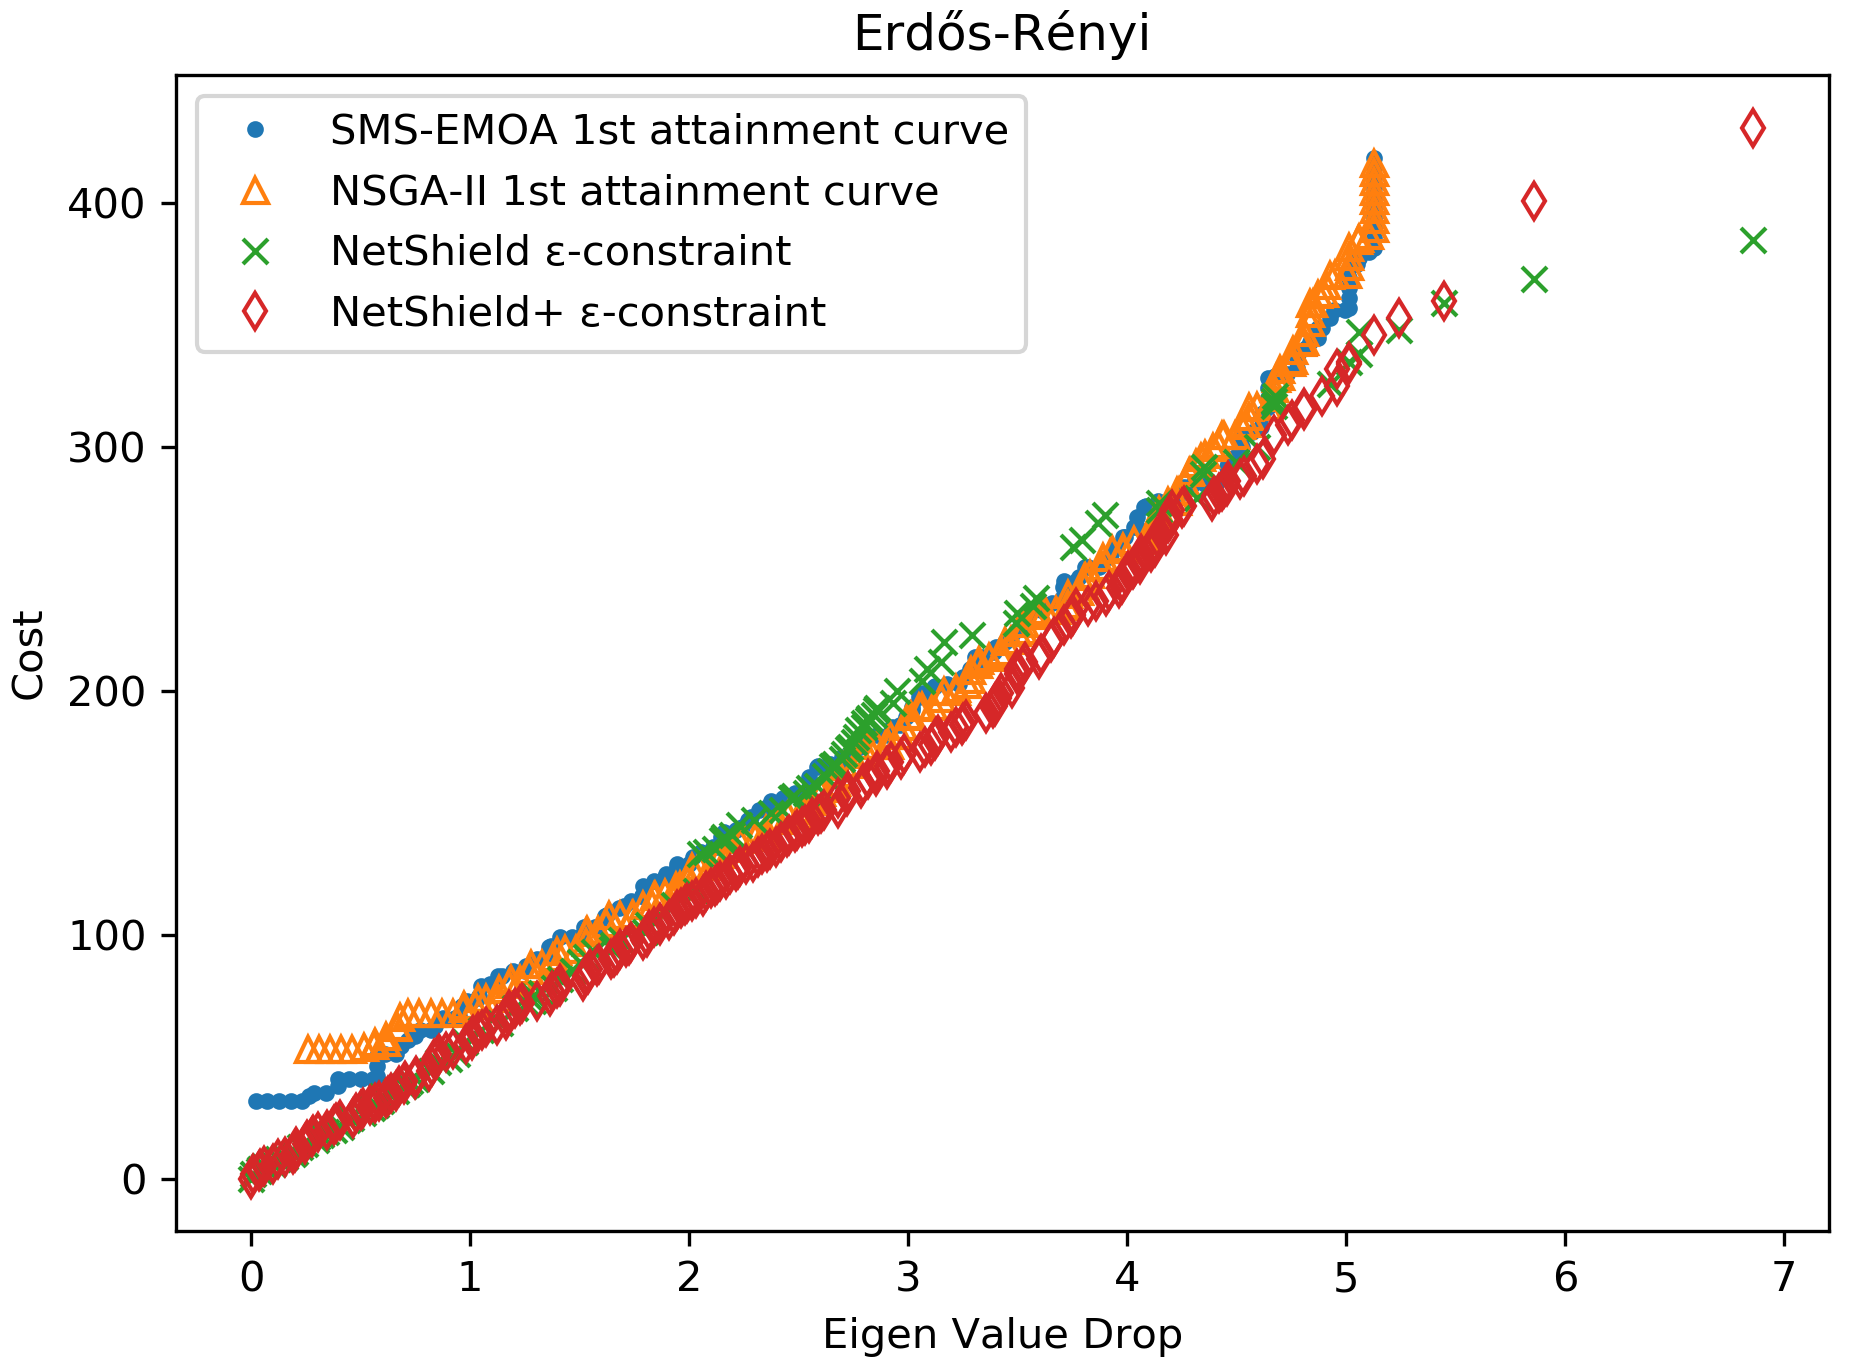 Erdős-Rényi
SMS-EMOA 1st attainment curve
NSGA-II 1st attainment curve
NetShield ε-constraint
NetShield+ ε-constraint
Cost
400
300
200
100
0
0 1 2 3 4 5 6 7
Eigen Value Drop